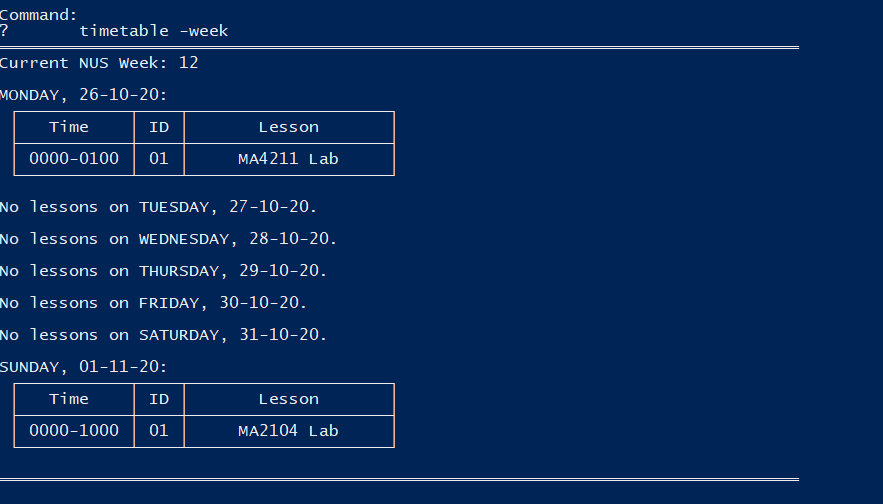 Command:
?       timetable -week
Current NUS Week: 12
MONDAY, 26-10-20:
Time ID Lesson
0000-0100 01 MA4211 Lab
No lessons on TUESDAY, 27-10-20.
No lessons on WEDNESDAY, 28-10-20.
No lessons on THURSDAY, 29-10-20.
No lessons on FRIDAY, 30-10-20.
No lessons on SATURDAY, 31-10-20.
SUNDAY, 01-11-20:
Time ID Lesson
0000-1000 01 MA2104 Lab